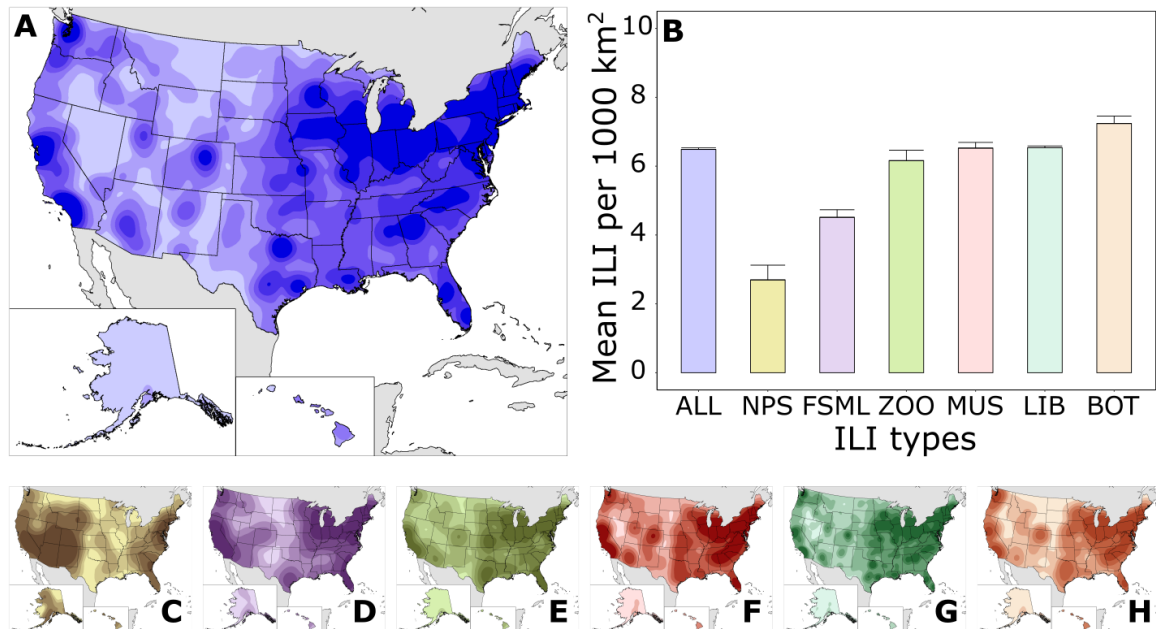 A
B
Mean ILI per 1000 km²
10
8
6
4
2
0
ALL NPS FSML ZOO MUS LIB BOT
ILI types
C D E F G H